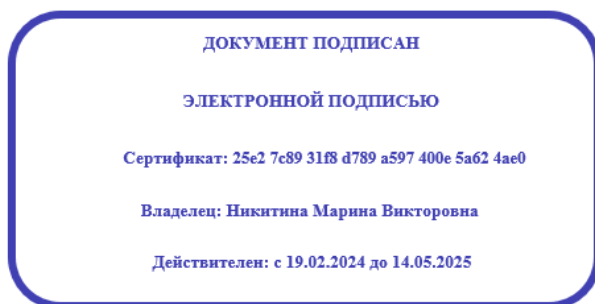 ДОКУМЕНТ ПОДПИСАН
ЭЛЕКТРОННОЙ ПОДПИСЬЮ
Сертификат: 25e2 7c89 31f8 d789 a597 400e 5a62 4ae0
Владелец: Никитина Марина Викторовна
Действителен: с 19.02.2024 до 14.05.2025